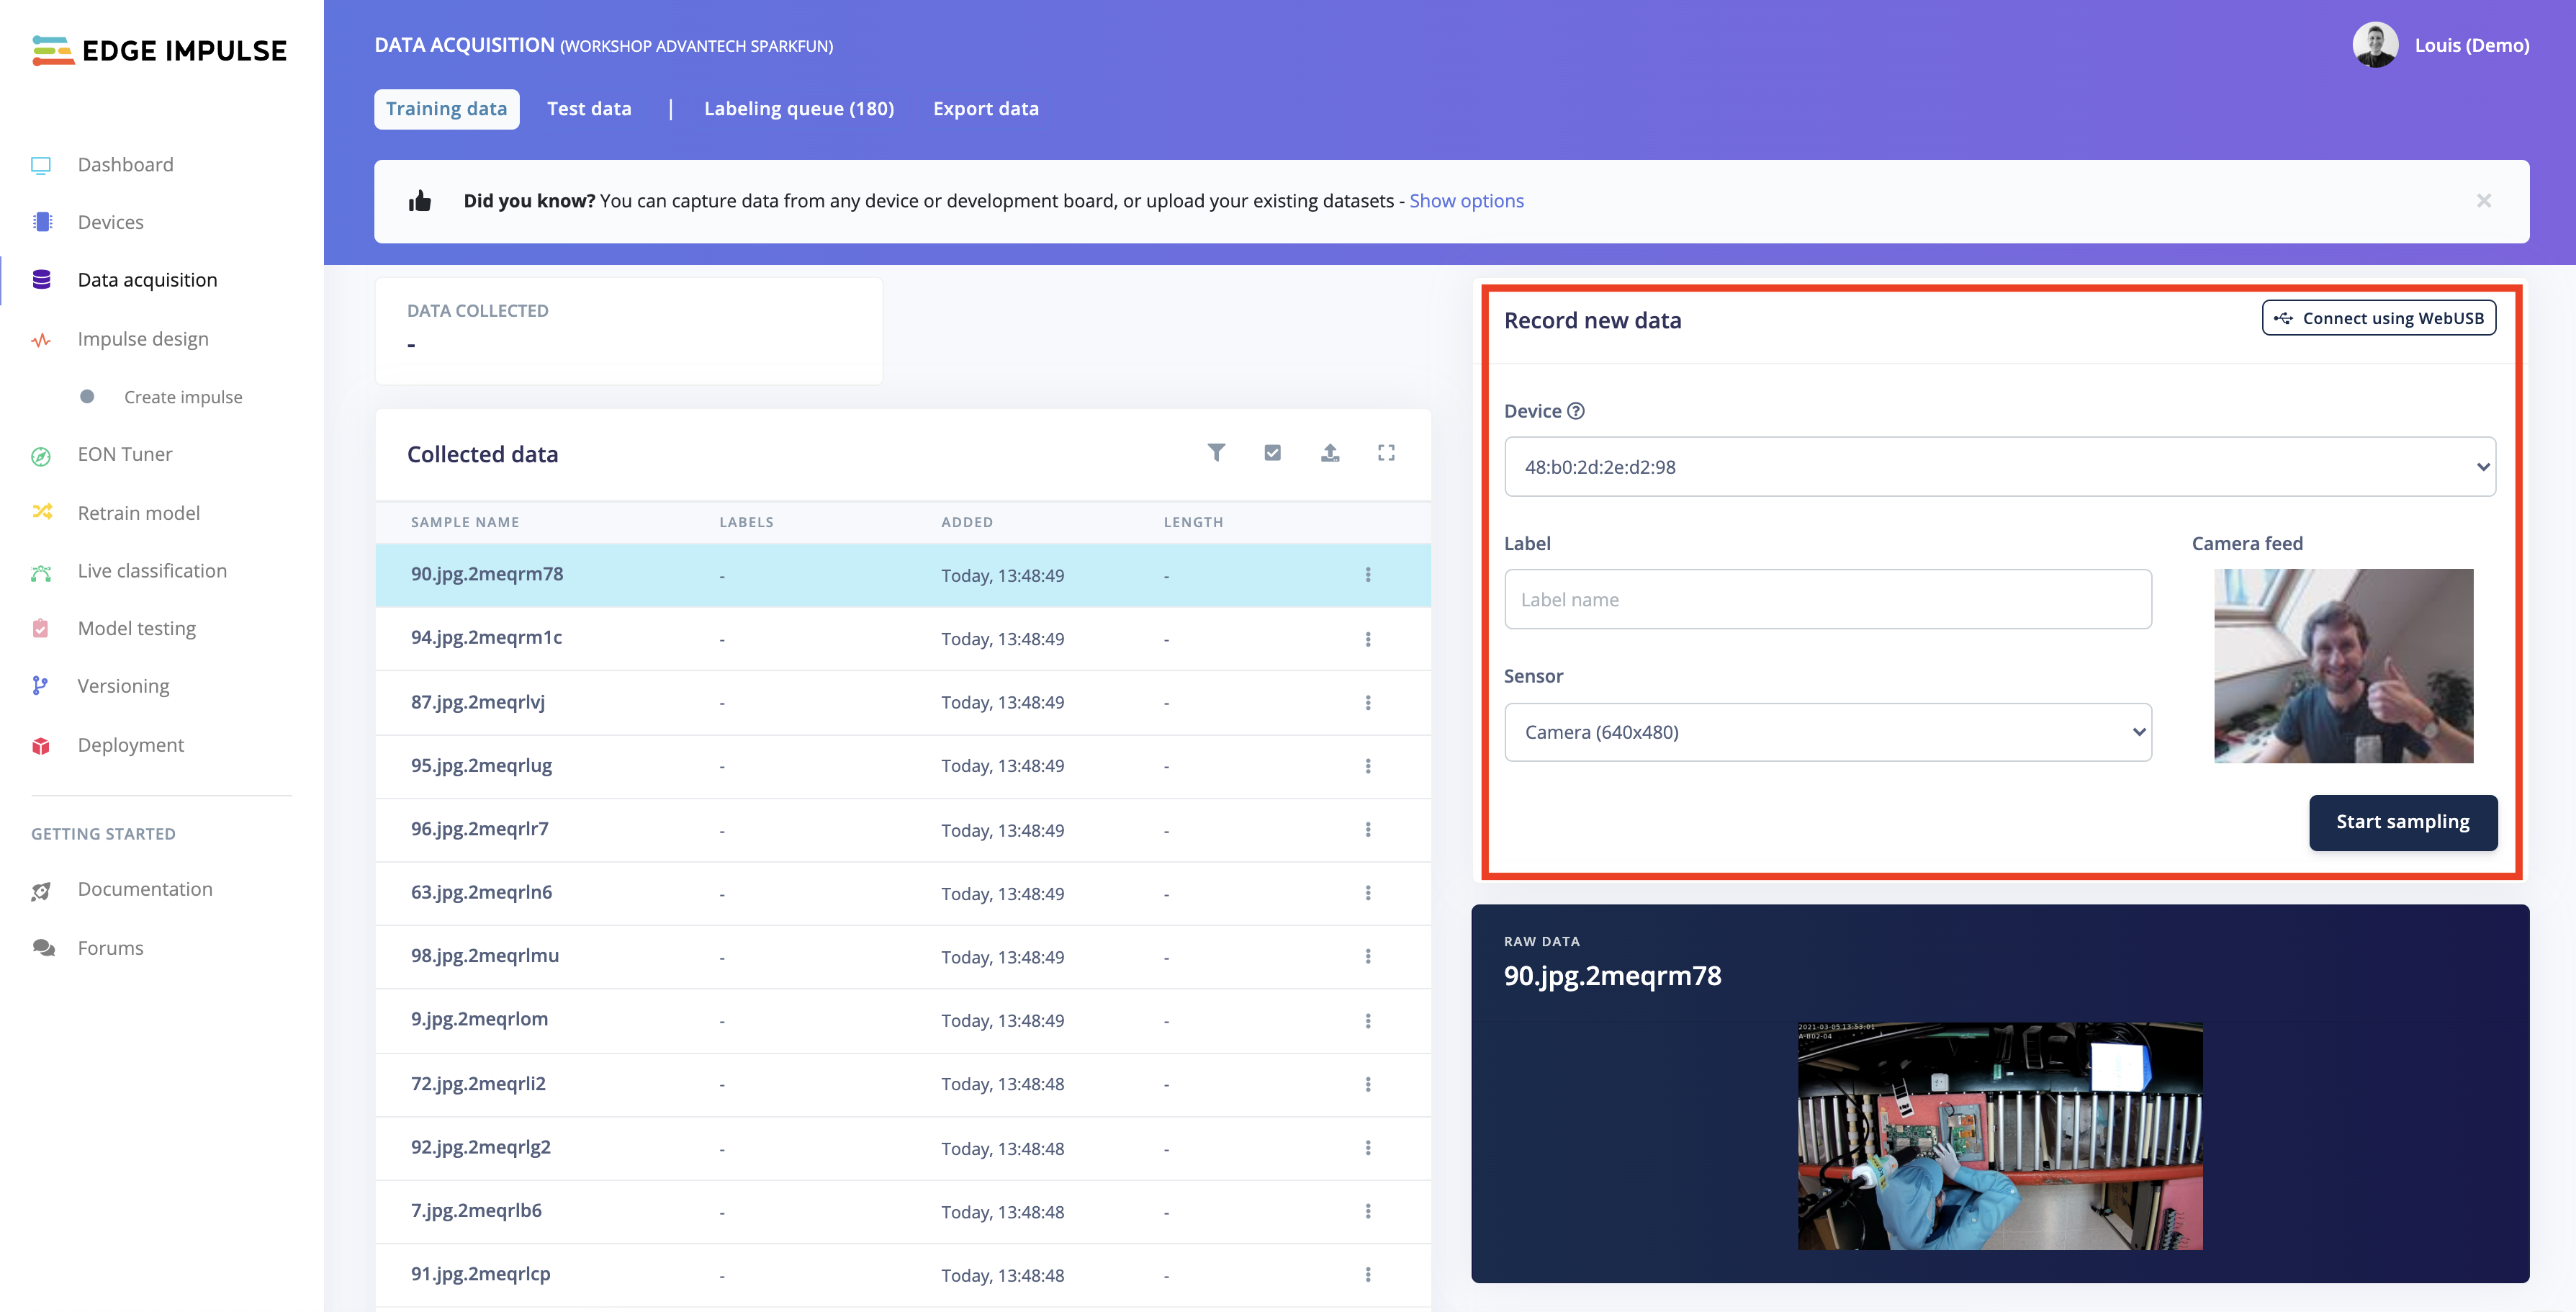 EDGE IMPULSE
Dashboard
Devices
Data acquisition
Impulse design
Create impulse
EON Tuner
Retrain model
Live classification
Model testing
Versioning
Deployment
GETTING STARTED
Documentation
Forums
DATA ACQUISITION (WORKSHOP ADVANTECH SPARKFUN)
Louis (Demo)
Training data Test data | Labeling queue (180) Export data
Did you know? You can capture data from any device or development board, or upload your existing datasets - Show options
DATA COLLECTED
-
Collected data
SAMPLE NAME LABELS ADDED LENGTH
90.jpg.2meqrm78 - Today, 13:48:49 -
94.jpg.2meqrm1c - Today, 13:48:49 -
87.jpg.2meqrlvj - Today, 13:48:49 -
95.jpg.2meqrlug - Today, 13:48:49 -
96.jpg.2meqrlr7 - Today, 13:48:49 -
63.jpg.2meqrln6 - Today, 13:48:49 -
98.jpg.2meqrlmu - Today, 13:48:49 -
9.jpg.2meqrlom - Today, 13:48:49 -
72.jpg.2meqrli2 - Today, 13:48:48 -
92.jpg.2meqrlg2 - Today, 13:48:48 -
7.jpg.2meqrlb6 - Today, 13:48:48 -
91.jpg.2meqrlcp - Today, 13:48:48 -
Record new data
Connect using WebUSB
Device
48:b0:2d:2e:d2:98
Label
Label name
Camera feed
Sensor
Camera (640x480)
Start sampling
RAW DATA
90.jpg.2meqrm78
2021-03-05 13:53:01
A-B02-04